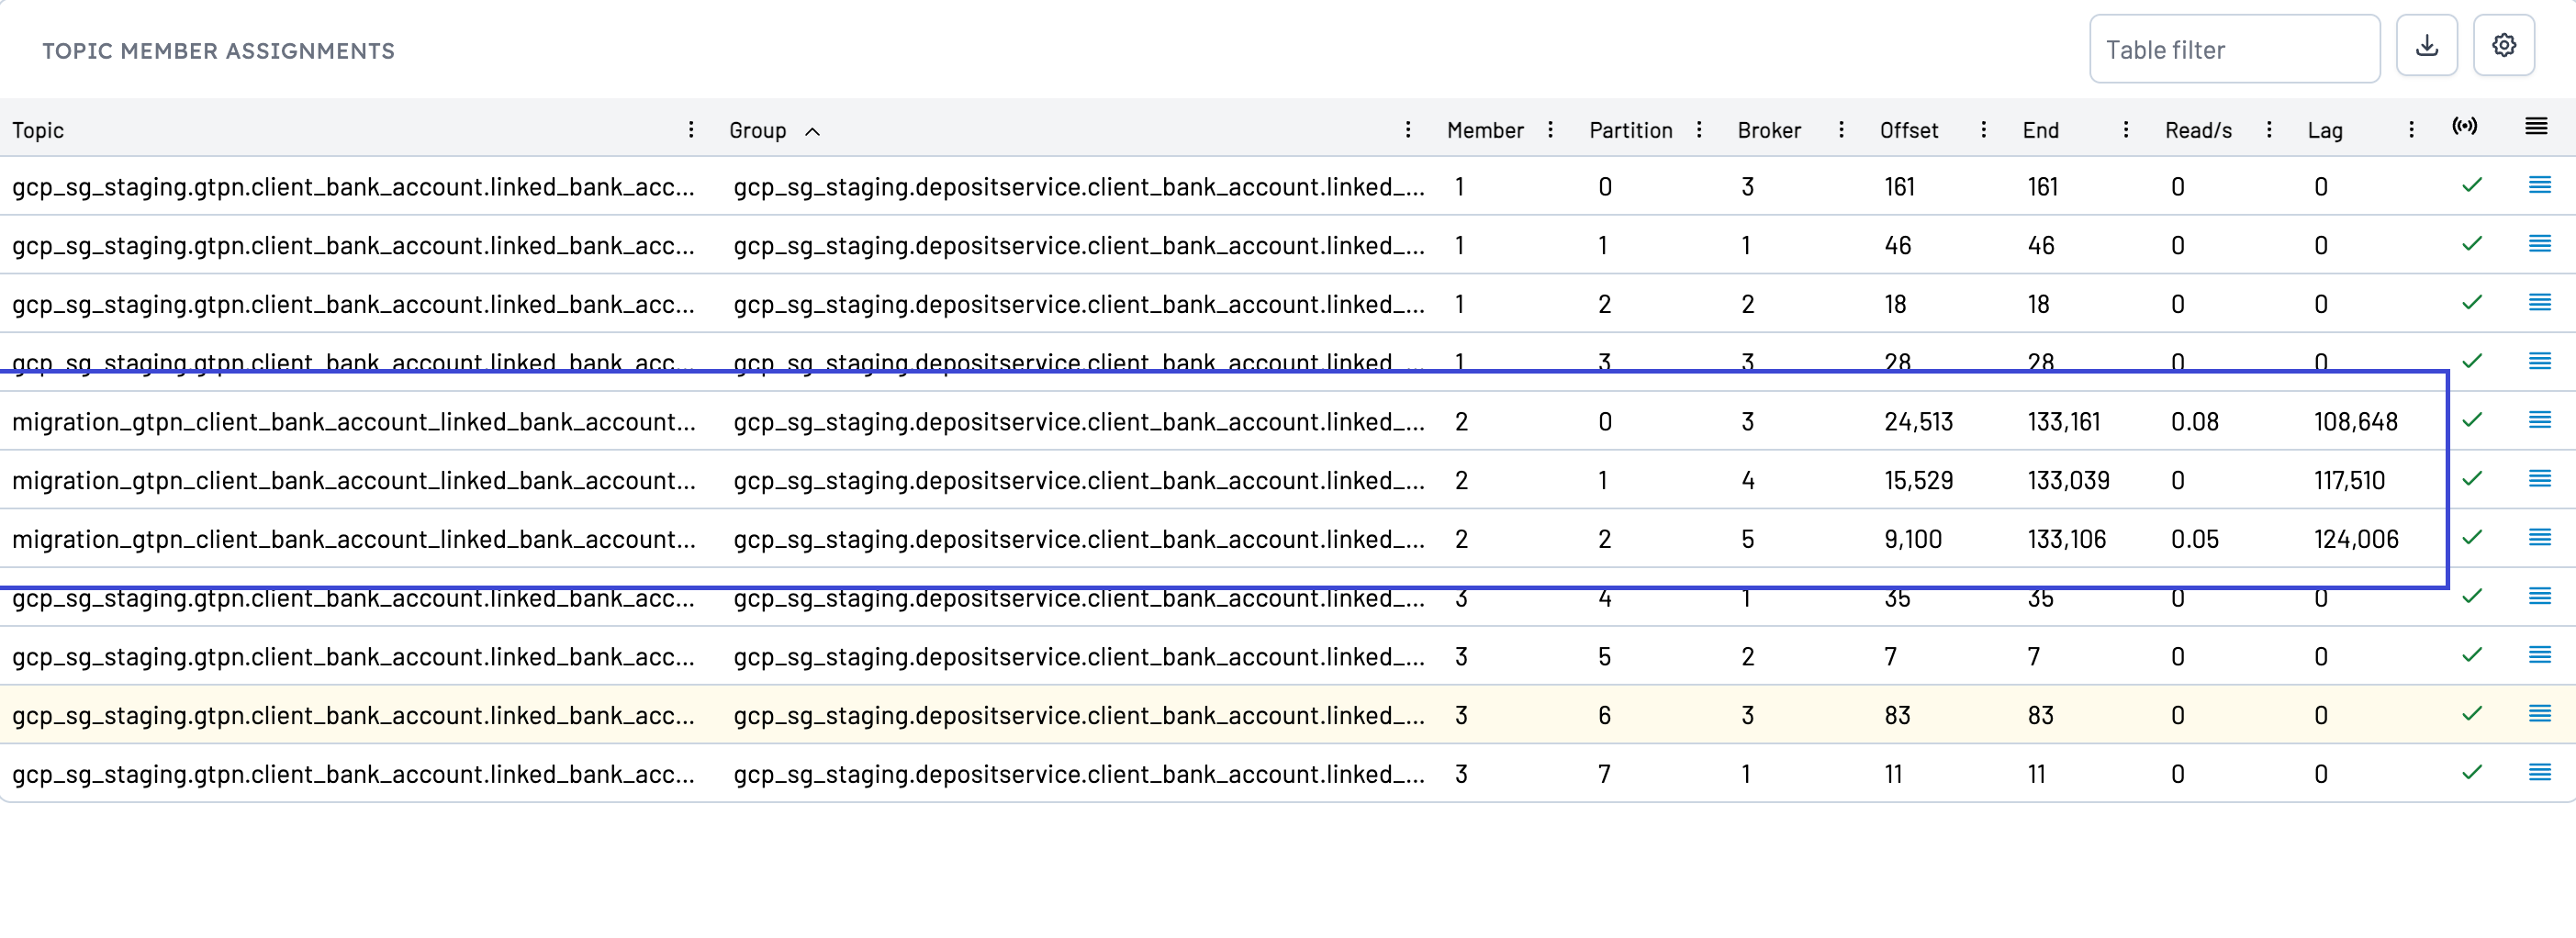 TOPIC MEMBER ASSIGNMENTS Table filter
Topic Group Member Partition Broker Offset End Read/s Lag
gcp_sg_staging.gtpn.client_bank_account.linked_bank_acc... gcp_sg_staging.depositservice.client_bank_account.linked_... 1 0 3 161 161 0 0
gcp_sg_staging.gtpn.client_bank_account.linked_bank_acc... gcp_sg_staging.depositservice.client_bank_account.linked_... 1 1 1 46 46 0 0
gcp_sg_staging.gtpn.client_bank_account.linked_bank_acc... gcp_sg_staging.depositservice.client_bank_account.linked_... 1 2 2 18 18 0 0
gcp_sg_staging.gtpn.client_bank_account.linked_bank_acc... gcp_sg_staging.depositservice.client_bank_account.linked_... 1 3 3 28 28 0 0
migration_gtpn_client_bank_account_linked_bank_account... gcp_sg_staging.depositservice.client_bank_account.linked_... 2 0 3 24,513 133,161 0.08 108,648
migration_gtpn_client_bank_account_linked_bank_account... gcp_sg_staging.depositservice.client_bank_account.linked_... 2 1 4 15,529 133,039 0 117,510
migration_gtpn_client_bank_account_linked_bank_account... gcp_sg_staging.depositservice.client_bank_account.linked_... 2 2 5 9,100 133,106 0.05 124,006
gcp_sg_staging.gtpn.client_bank_account.linked_bank_acc... gcp_sg_staging.depositservice.client_bank_account.linked_... 3 4 1 35 35 0 0
gcp_sg_staging.gtpn.client_bank_account.linked_bank_acc... gcp_sg_staging.depositservice.client_bank_account.linked_... 3 5 2 7 7 0 0
gcp_sg_staging.gtpn.client_bank_account.linked_bank_acc... gcp_sg_staging.depositservice.client_bank_account.linked_... 3 6 3 83 83 0 0
gcp_sg_staging.gtpn.client_bank_account.linked_bank_acc... gcp_sg_staging.depositservice.client_bank_account.linked_... 3 7 1 11 11 0 0